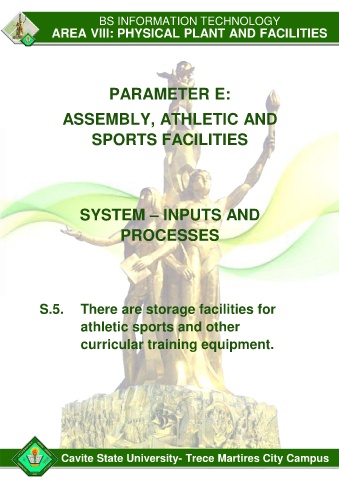 BS INFORMATION TECHNOLOGY
AREA VIII: PHYSICAL PLANT AND FACILITIES
PARAMETER E:
ASSEMBLY, ATHLETIC AND
SPORTS FACILITIES
SYSTEM – INPUTS AND
PROCESSES
S.5. There are storage facilities for
athletic sports and other
curricular training equipment.
Cavite State University- Trece Martires City Campus